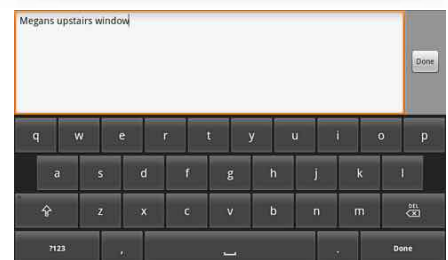 Megans upstairs window
Done
q w e r t y u i o p
a s d f g h j k l
z x c v b n m DEL
?123 , . Done